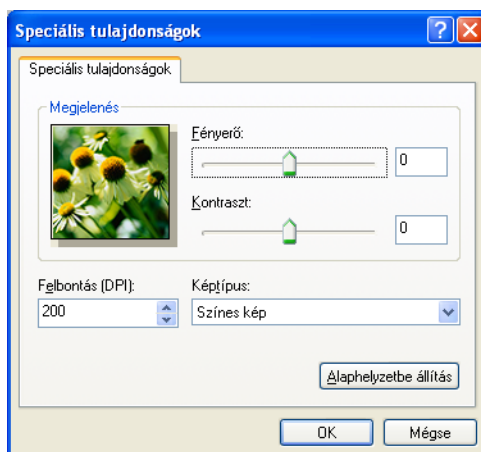 Speciális tulajdonságok
Speciális tulajdonságok
Megjelenés
Fényerő:
0
Kontraszt:
0
Felbontás (DPI):
Képtípus:
200
Színes kép
Alaphelyzetbe állítás
OK
Mégse